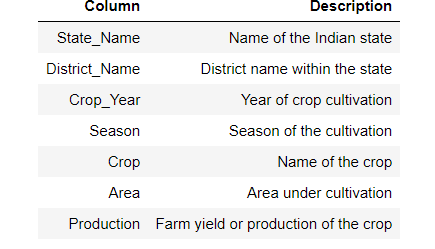 Column Description
State_Name Name of the Indian state
District_Name District name within the state
Crop_Year Year of crop cultivation
Season Season of the cultivation
Crop Name of the crop
Area Area under cultivation
Production Farm yield or production of the crop